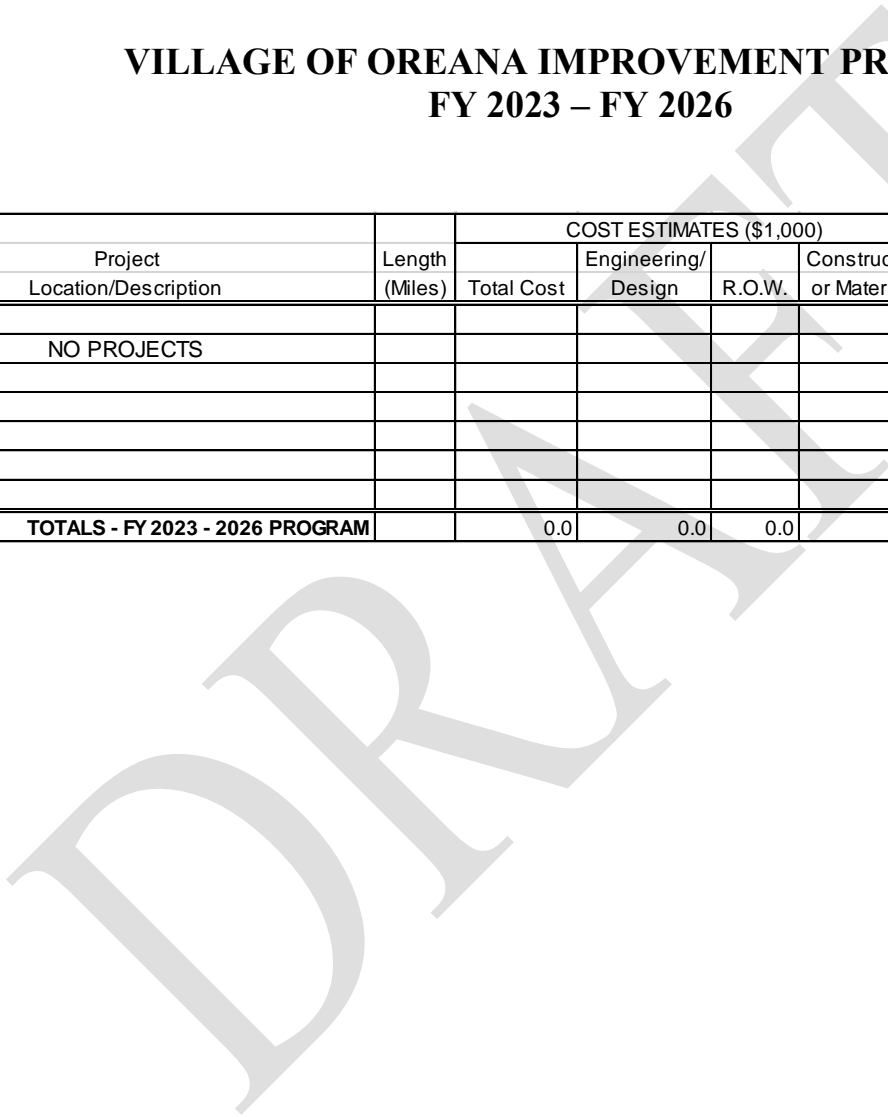 VILLAGE OF OREANA IMPROVEMENT PR
FY 2023 – FY 2026
COST ESTIMATES ($1,000)
Project Length Engineering/ Construc
Location/Description (Miles) Total Cost Design R.O.W. or Mater
NO PROJECTS
TOTALS - FY 2023 - 2026 PROGRAM 0.0 0.0 0.0
DRAFT